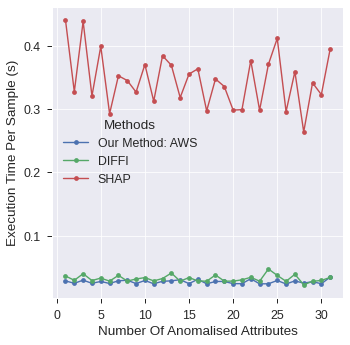 Execution Time Per Sample (s)
0.4
0.3
0.2
0.1
Methods
Our Method: AWS
DIFFI
SHAP
0 5 10 15 20 25 30
Number Of Anomalised Attributes